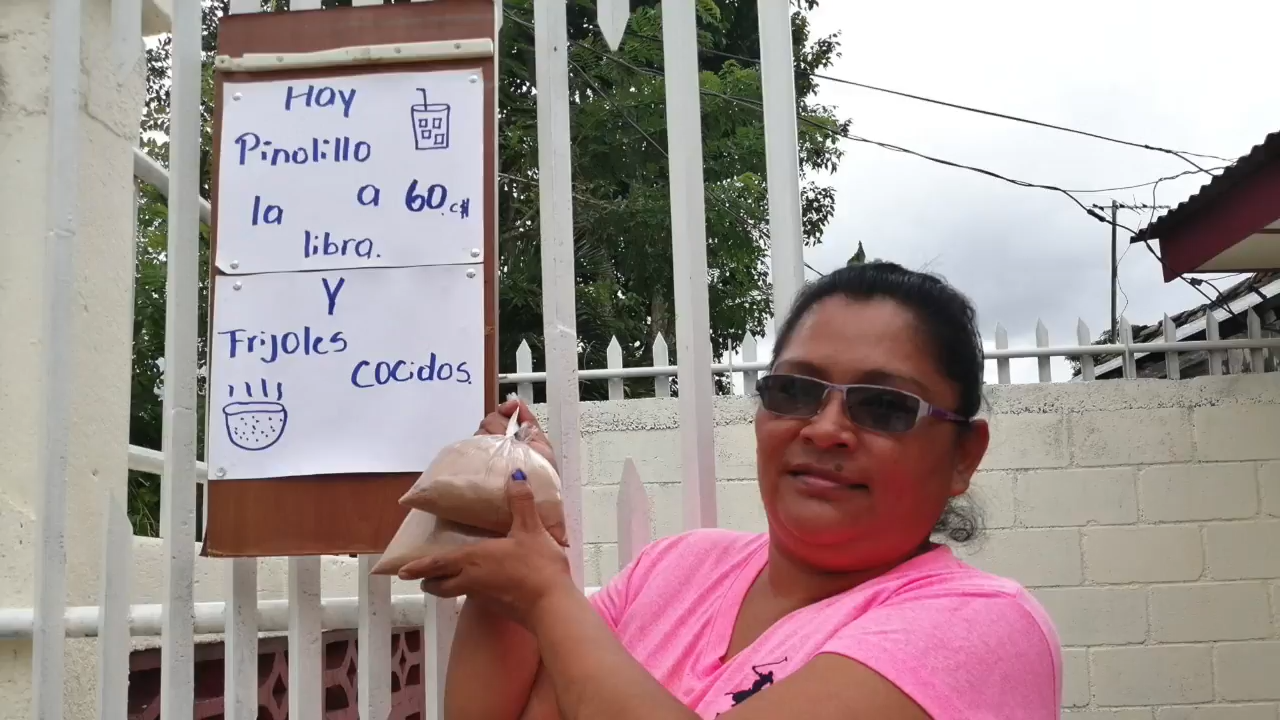 Hay
Pinolillo
a 60.c$
la
libra.
Y
Frijoles
cocidos.